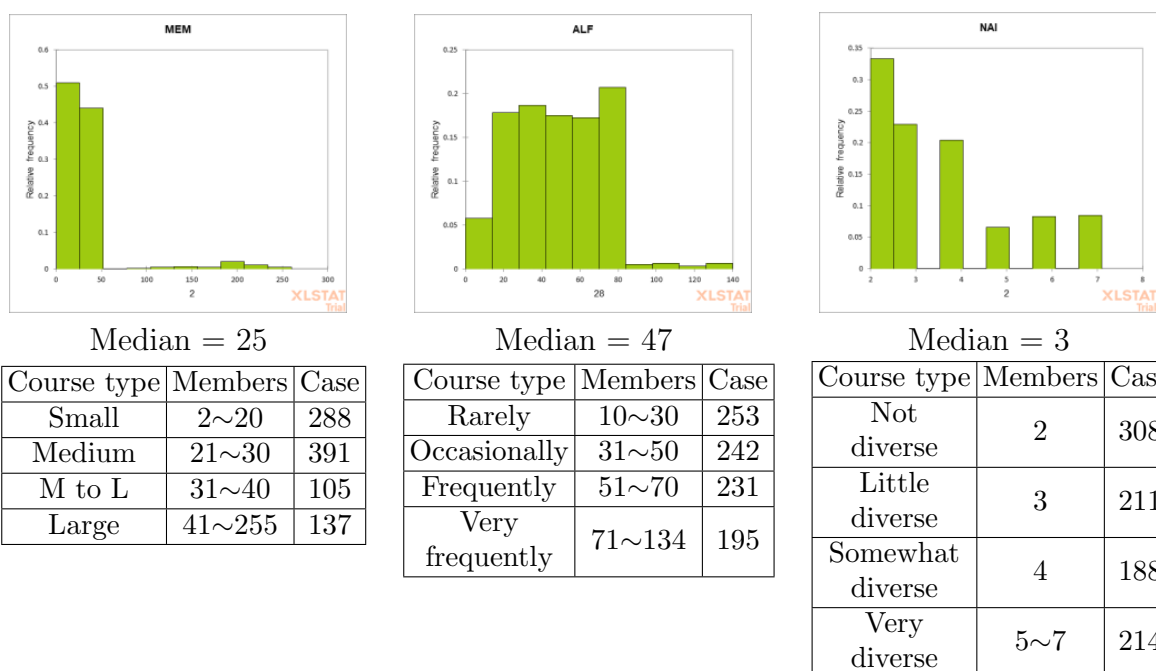 MEM
0.6
0.5
0.4
0.3
0.2
0.1
0
Relative frequency
0 50 100 150 200 250 300
2
XLSTAT
Trial
Median = 25
Course type Members Case
Small 2∼20 288
Medium 21∼30 391
M to L 31∼40 105
Large 41∼255 137
ALF
0.25
0.2
0.15
0.1
0.05
0
Relative frequency
0 20 40 60 80 100 120 140
28
XLSTAT
Trial
Median = 47
Course type Members Case
Rarely 10∼30 253
Occasionally 31∼50 242
Frequently 51∼70 231
Very
frequently
71∼134 195
NAI
0.35
0.3
0.25
0.2
0.15
0.1
0.05
0
Relative frequency
2 3 4 5 6 7 8
2
XLSTAT
Trial
Median = 3
Course type Members Cas
Not
diverse
2 308
Little
diverse
3 211
Somewhat
diverse
4 188
Very
diverse
5∼7 214